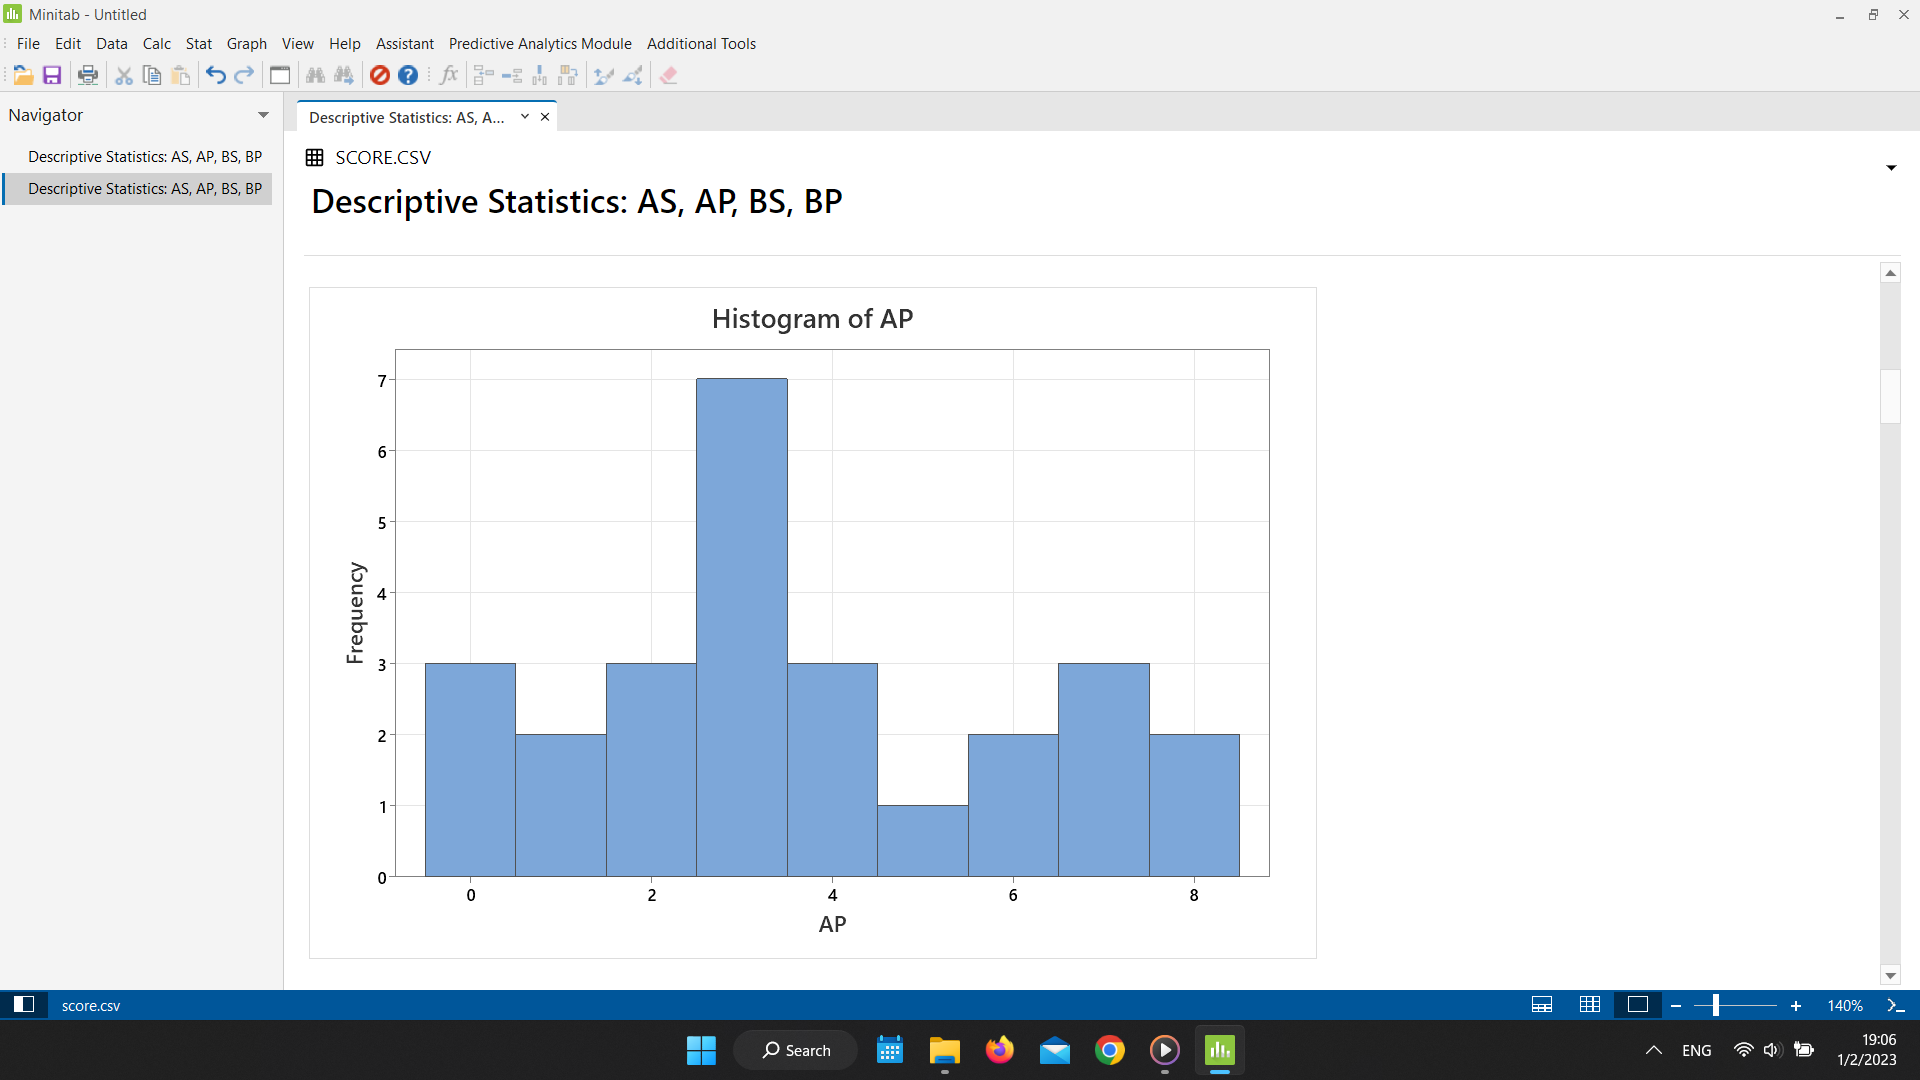 Minitab - Untitled
File Edit Data Calc Stat Graph View Help Assistant Predictive Analytics Module Additional Tools
Navigator
Descriptive Statistics: AS, AP, BS, BP
Descriptive Statistics: AS, AP, BS, BP
Descriptive Statistics: AS, A...
SCORE.CSV
Descriptive Statistics: AS, AP, BS, BP
Histogram of AP
7
6
5
4
3
2
1
0
Frequency
0 2 4 6 8
AP
score.csv
140%
Search
ENG
19:06
1/2/2023